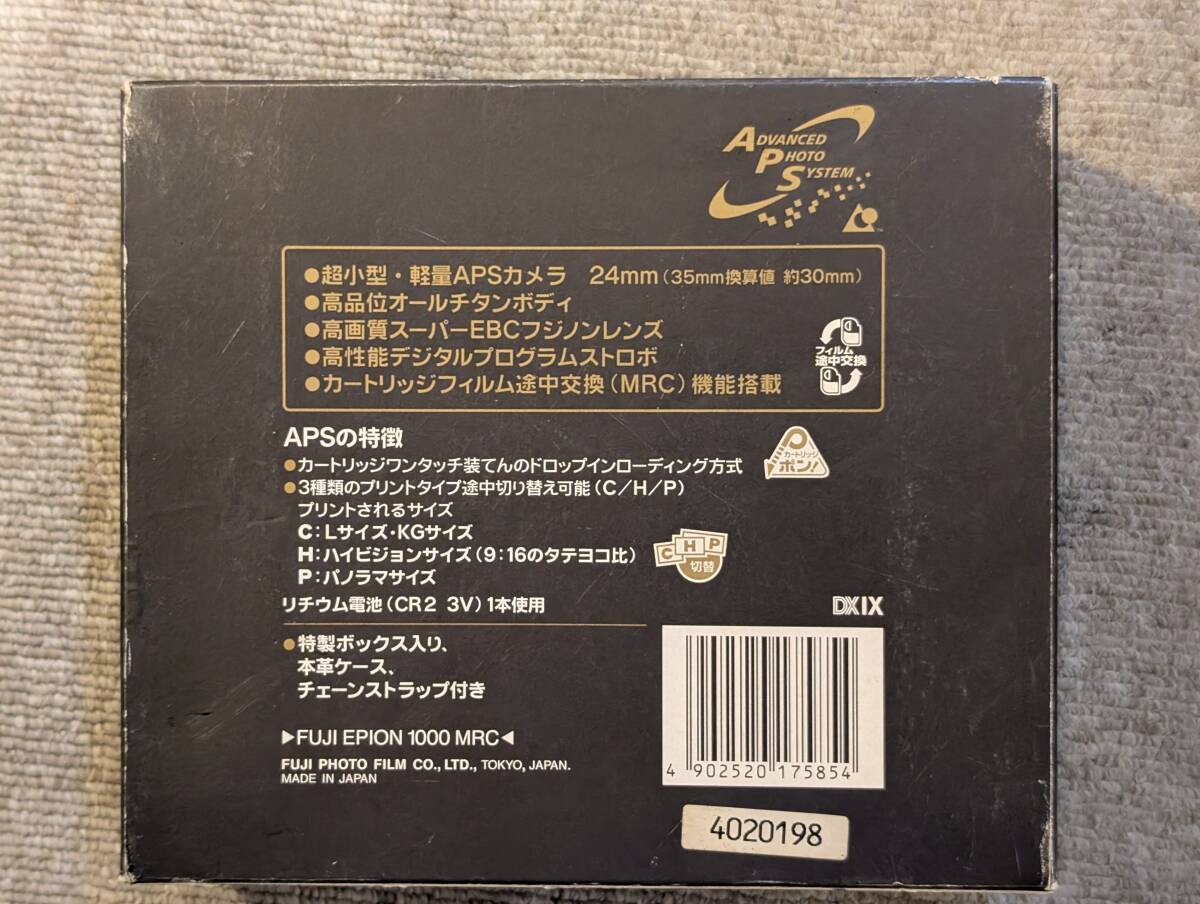 ADVANCED
PHOTO
SYSTEM
™
●超小型・軽量APSカメラ 24mm(35mm換算値 約30mm)
●高品位オールチタンボディ
●高画質スーパーEBCフジノンレンズ
●高性能デジタルプログラムストロボ
●カートリッジフィルム途中交換(MRC)機能搭載
フィルム
途中交換
APSの特徴
●カートリッジワンタッチ装てんのドロップインローディング方式
●3種類のプリントタイプ途中切り替え可能(C/H/P)
プリントされるサイズ
C:Lサイズ・KGサイズ
H:ハイビジョンサイズ(9:16のタテヨコ比)
P:パノラマサイズ
カートリッジ
ポン!
C H P
切替
リチウム電池(CR2 3V)1本使用
DX IX
●特製ボックス入り、
本革ケース、
チェーンストラップ付き
▶FUJI EPION 1000 MRC◀
FUJI PHOTO FILM CO., LTD., TOKYO, JAPAN.
MADE IN JAPAN
4 902520 175854
4020198